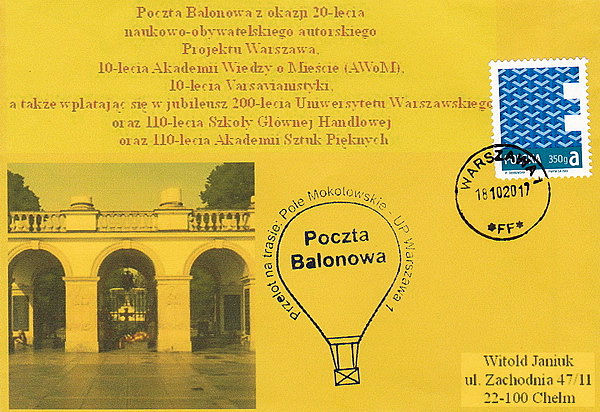 Poczta Balonowa z okazji 20-lecia
naukowo-obywatelskiego autorskiego
Projektu Warszawa,
10-lecia Akademii Wiedzy o Mieście (AWoM),
10-lecia Varsavianistyki,
a także wplatając się w jubileusz 200-lecia Uniwersytetu Warszawskiego
oraz 110-lecia Szkoły Głównej Handlowej
oraz 110-lecia Akademii Sztuk Pięknych
POLSKA 350g a
WARSZAWA 1
18102017
*FF*
Przelot na trasie: Pole Mokotowskie - UP Warszawa 1
Poczta
Balonowa
Witold Janiuk
ul. Zachodnia 47/11
22-100 Chełm